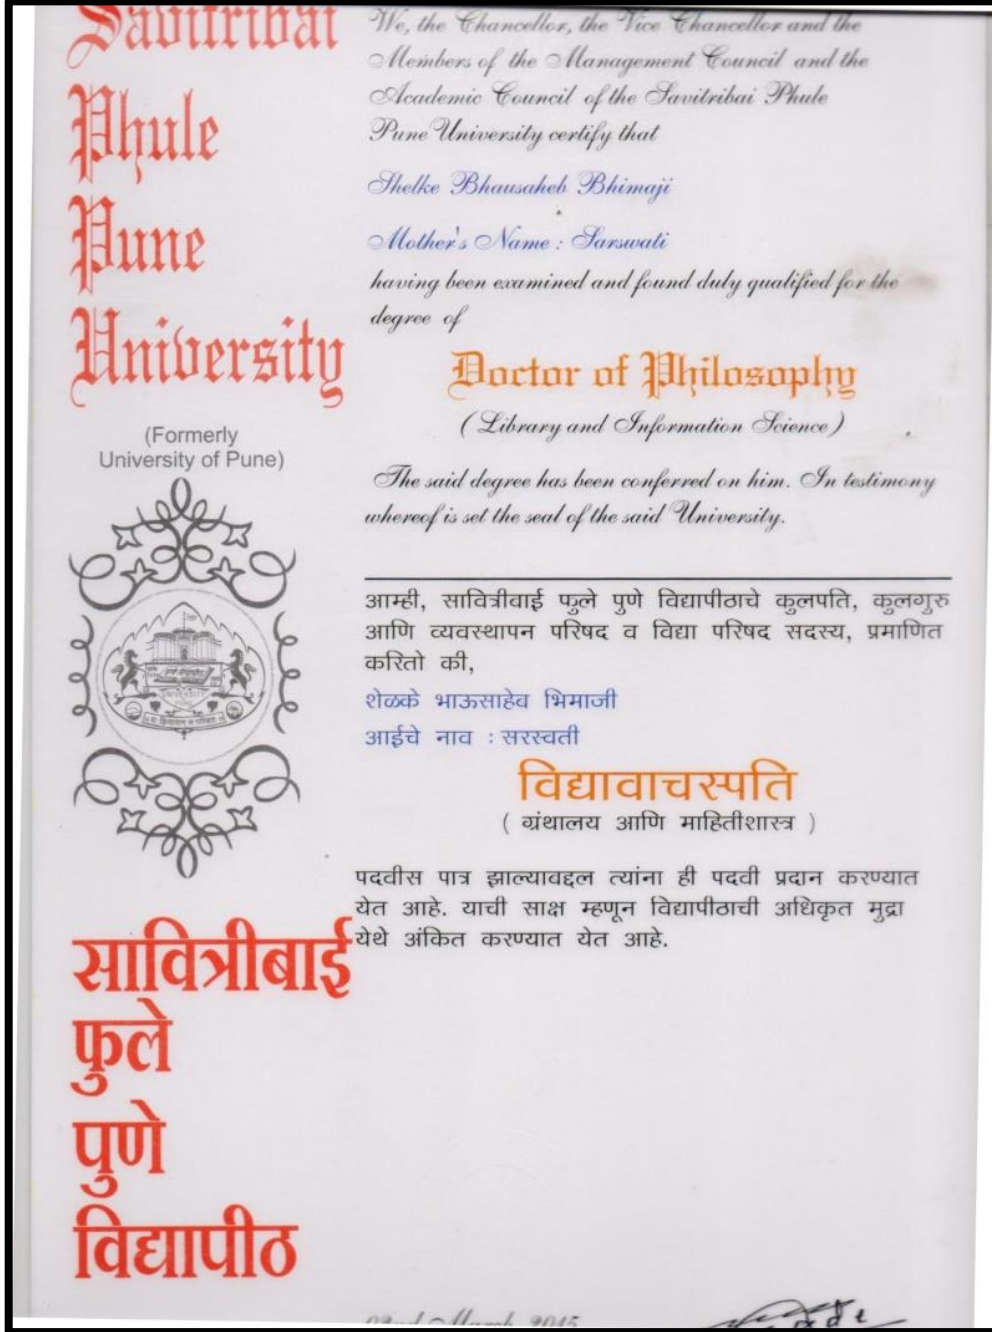 Savitribai
Phule
Pune
University
(Formerly
University of Pune)
We, the Chancellor, the Vice Chancellor and the
Members of the Management Council and the
Academic Council of the Savitribai Phule
Pune University certify that
Shelke Bhausaheb Bhimaji
Mother's Name : Sarswati
having been examined and found duly qualified for the
degree of
Doctor of Philosophy
(Library and Information Science)
The said degree has been conferred on him. In testimony
whereof is set the seal of the said University.
आम्ही, सावित्रीबाई फुले पुणे विद्यापीठाचे कुलपति, कुलगुरु
आणि व्यवस्थापन परिषद व विद्या परिषद सदस्य, प्रमाणित
करितो की,
शेळके भाऊसाहेब भिमाजी
आईचे नाव : सरस्वती
विद्यावाचस्पति
( ग्रंथालय आणि माहितीशास्त्र )
पदवीस पात्र झाल्याबद्दल त्यांना ही पदवी प्रदान करण्यात
येत आहे. याची साक्ष म्हणून विद्यापीठाची अधिकृत मुद्रा
येथे अंकित करण्यात येत आहे.
सावित्रीबाई
फुले
पुणे
विद्यापीठ
March 2015